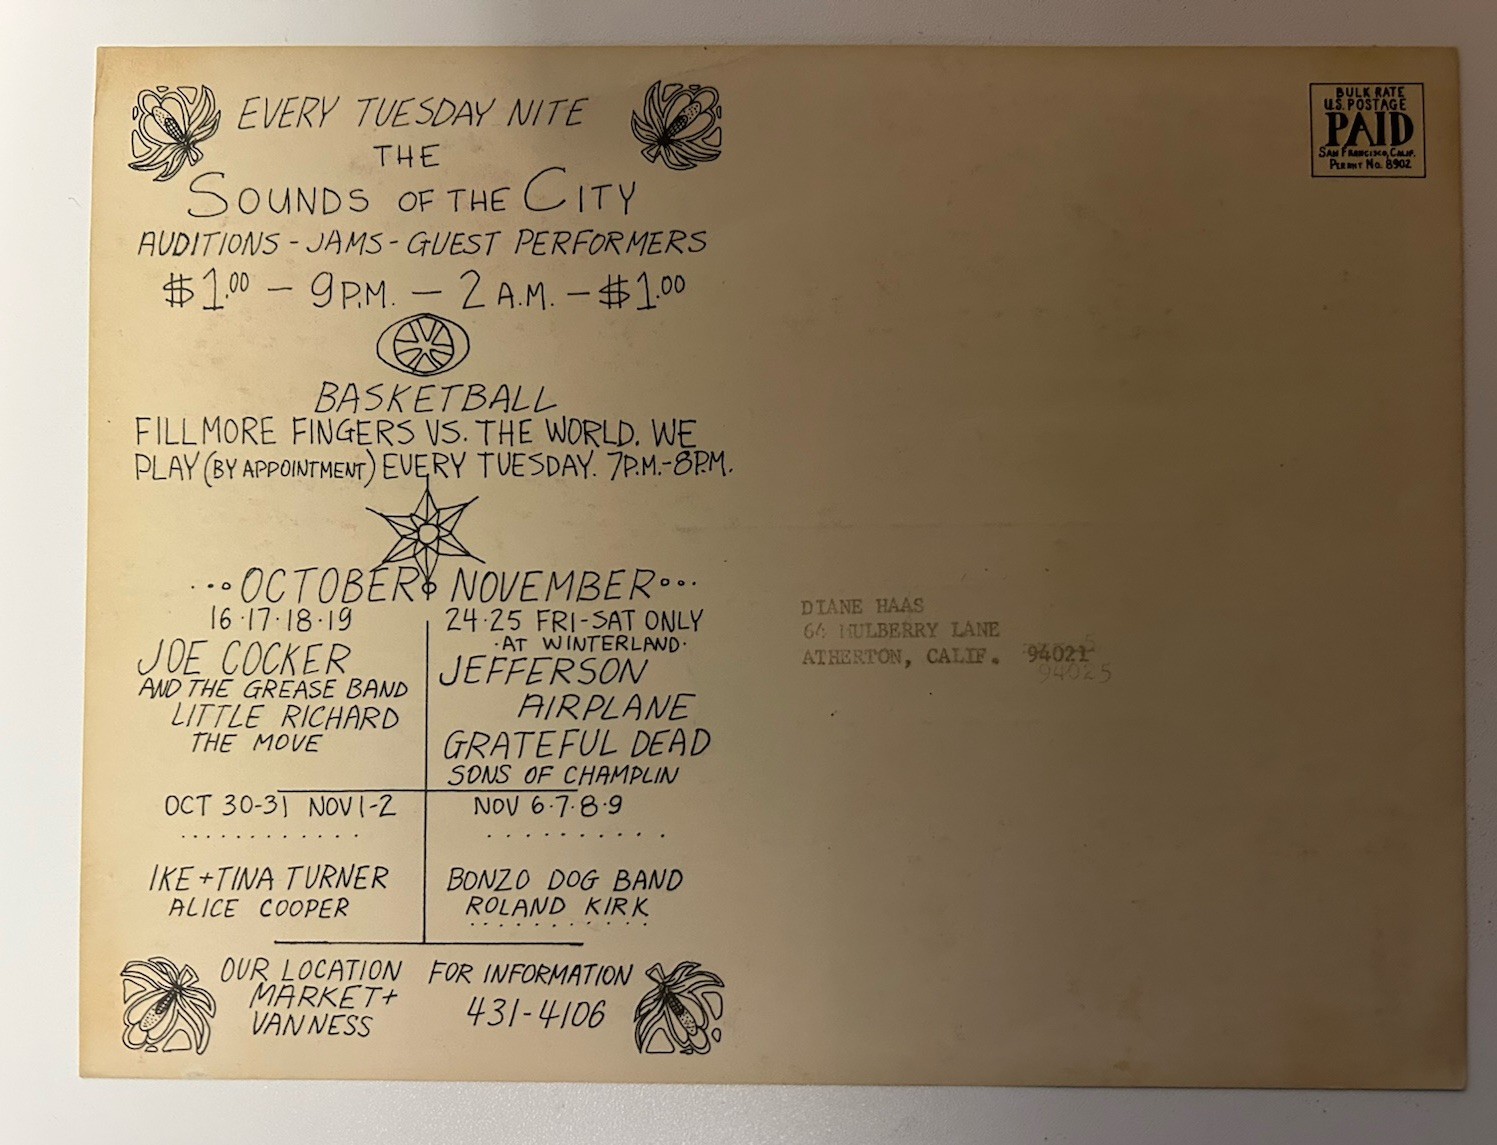 EVERY TUESDAY NITE
THE
SOUNDS OF THE CITY
AUDITIONS - JAMS - GUEST PERFORMERS
$1.00 — 9 P.M. — 2 A.M. — $1.00
BASKETBALL
FILLMORE FINGERS VS. THE WORLD. WE
PLAY (BY APPOINTMENT) EVERY TUESDAY. 7P.M.-8P.M.
OCTOBER
16·17·18·19
JOE COCKER
AND THE GREASE BAND
LITTLE RICHARD
THE MOVE
NOVEMBER
24·25 FRI-SAT ONLY
·AT WINTERLAND·
JEFFERSON
AIRPLANE
GRATEFUL DEAD
SONS OF CHAMPLIN
OCT 30-31 NOV 1-2
IKE + TINA TURNER
ALICE COOPER
NOV 6·7·8·9
BONZO DOG BAND
ROLAND KIRK
OUR LOCATION
MARKET +
VAN NESS
FOR INFORMATION
431-4106
BULK RATE
U.S. POSTAGE
PAID
SAN FRANCISCO, CALIF.
PERMIT No. 8902
DIANE HAAS
64 MULBERRY LANE
ATHERTON, CALIF. 94021
94025